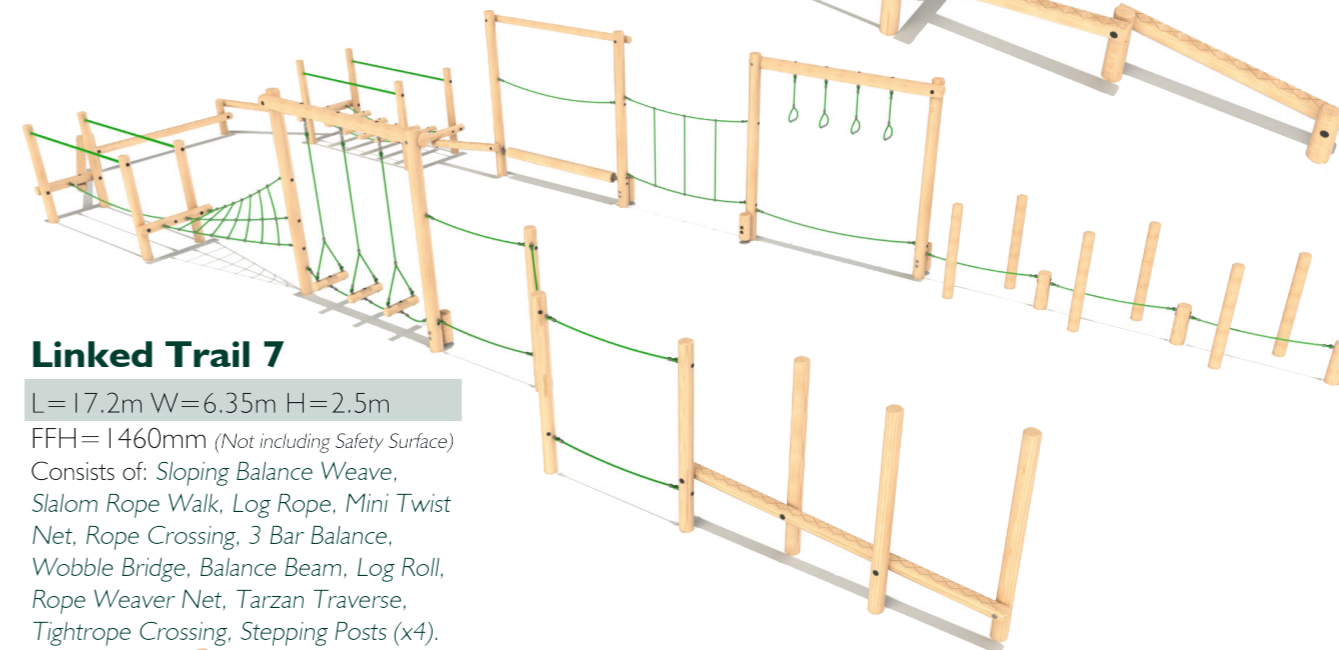 Linked Trail 7
L=17.2m W=6.35m H=2.5m
FFH=1460mm (Not including Safety Surface)
Consists of: Sloping Balance Weave,
Slalom Rope Walk, Log Rope, Mini Twist
Net, Rope Crossing, 3 Bar Balance,
Wobble Bridge, Balance Beam, Log Roll,
Rope Weaver Net, Tarzan Traverse,
Tightrope Crossing, Stepping Posts (x4).